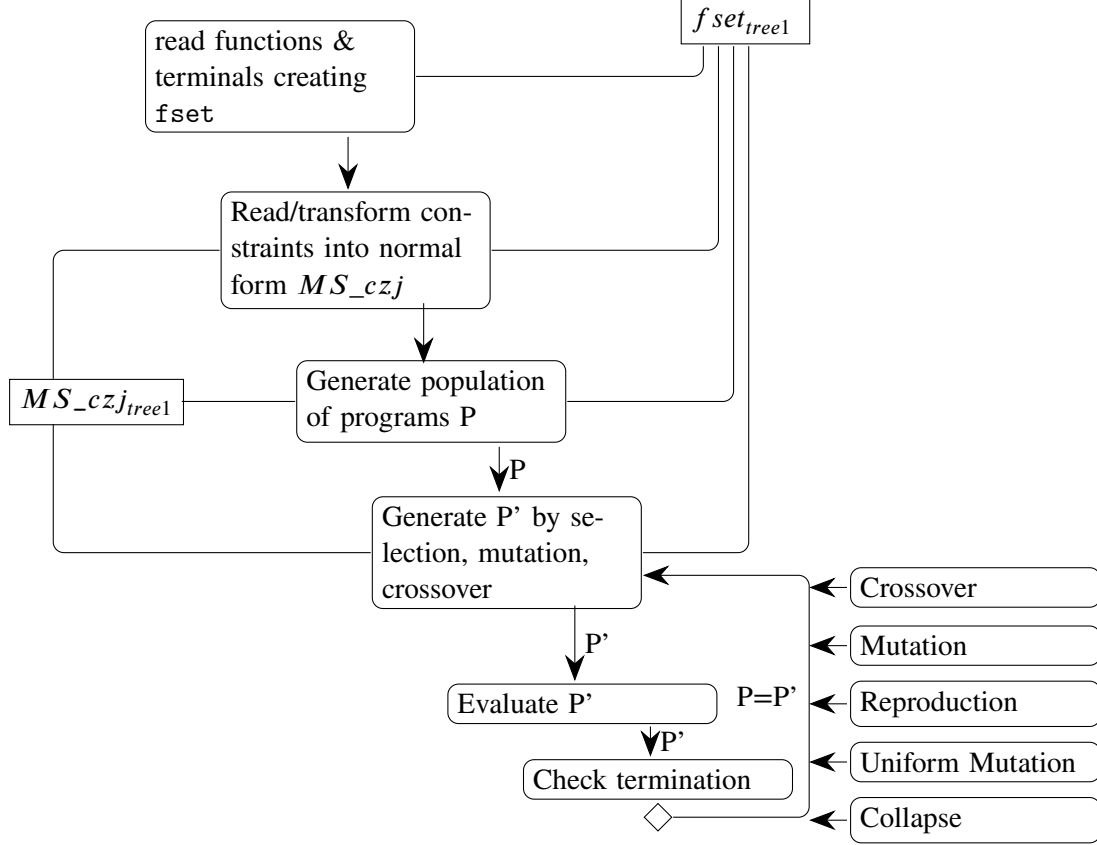 fset_tree1
read functions &
terminals creating
fset
Read/transform con-
straints into normal
form MS_czj
Generate population
of programs P
MS_czj_tree1
P
Generate P' by se-
lection, mutation,
crossover
Crossover
P'
Mutation
Evaluate P'
P=P'
Reproduction
P'
Check termination
Uniform Mutation
Collapse